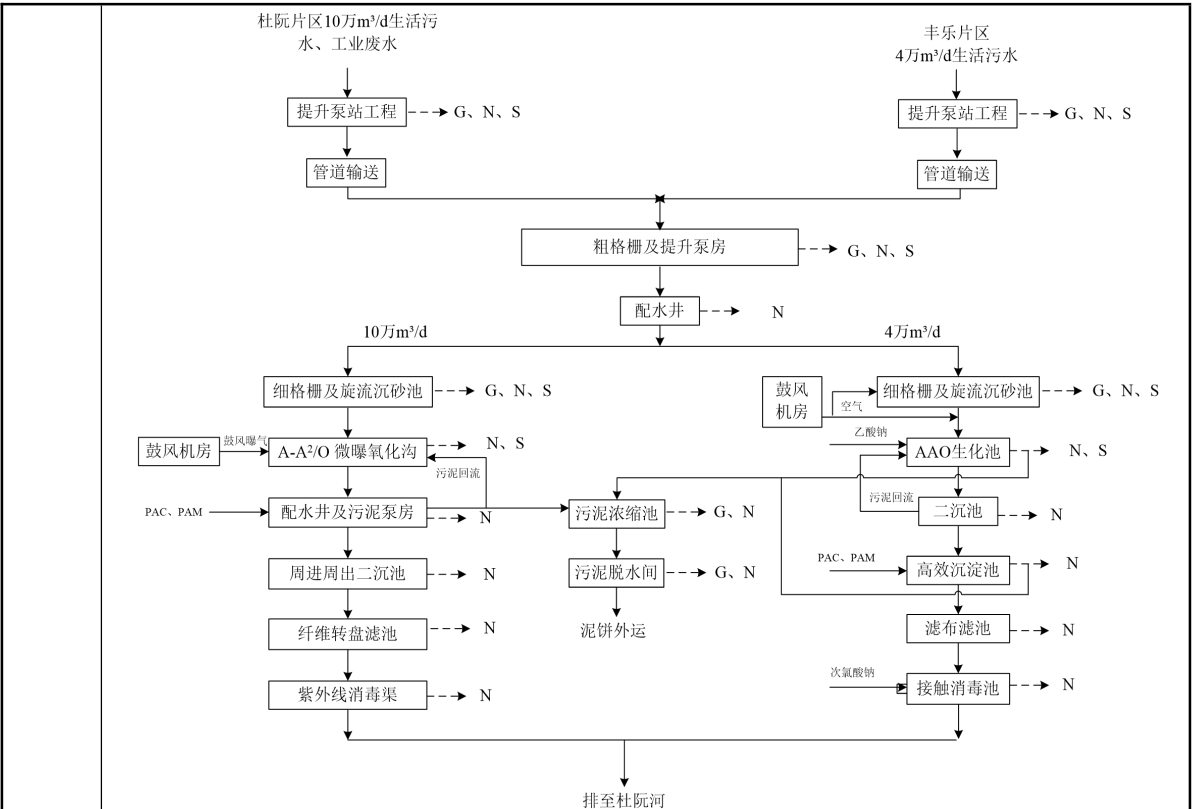 杜阮片区10万m³/d生活污
水、工业废水
丰乐片区
4万m³/d生活污水
提升泵站工程
G、N、S
提升泵站工程
G、N、S
管道输送
管道输送
粗格栅及提升泵房
G、N、S
配水井
N
10万m³/d
4万m³/d
细格栅及旋流沉砂池
G、N、S
鼓风
机房
空气
细格栅及旋流沉砂池
G、N、S
鼓风机房
鼓风曝气
A-A²/O 微曝氧化沟
N、S
污泥回流
乙酸钠
AAO生化池
N、S
PAC、PAM
配水井及污泥泵房
N
污泥浓缩池
G、N
污泥回流
二沉池
N
周进周出二沉池
N
污泥脱水间
G、N
PAC、PAM
高效沉淀池
N
纤维转盘滤池
N
泥饼外运
滤布滤池
N
紫外线消毒渠
N
次氯酸钠
接触消毒池
N
排至杜阮河